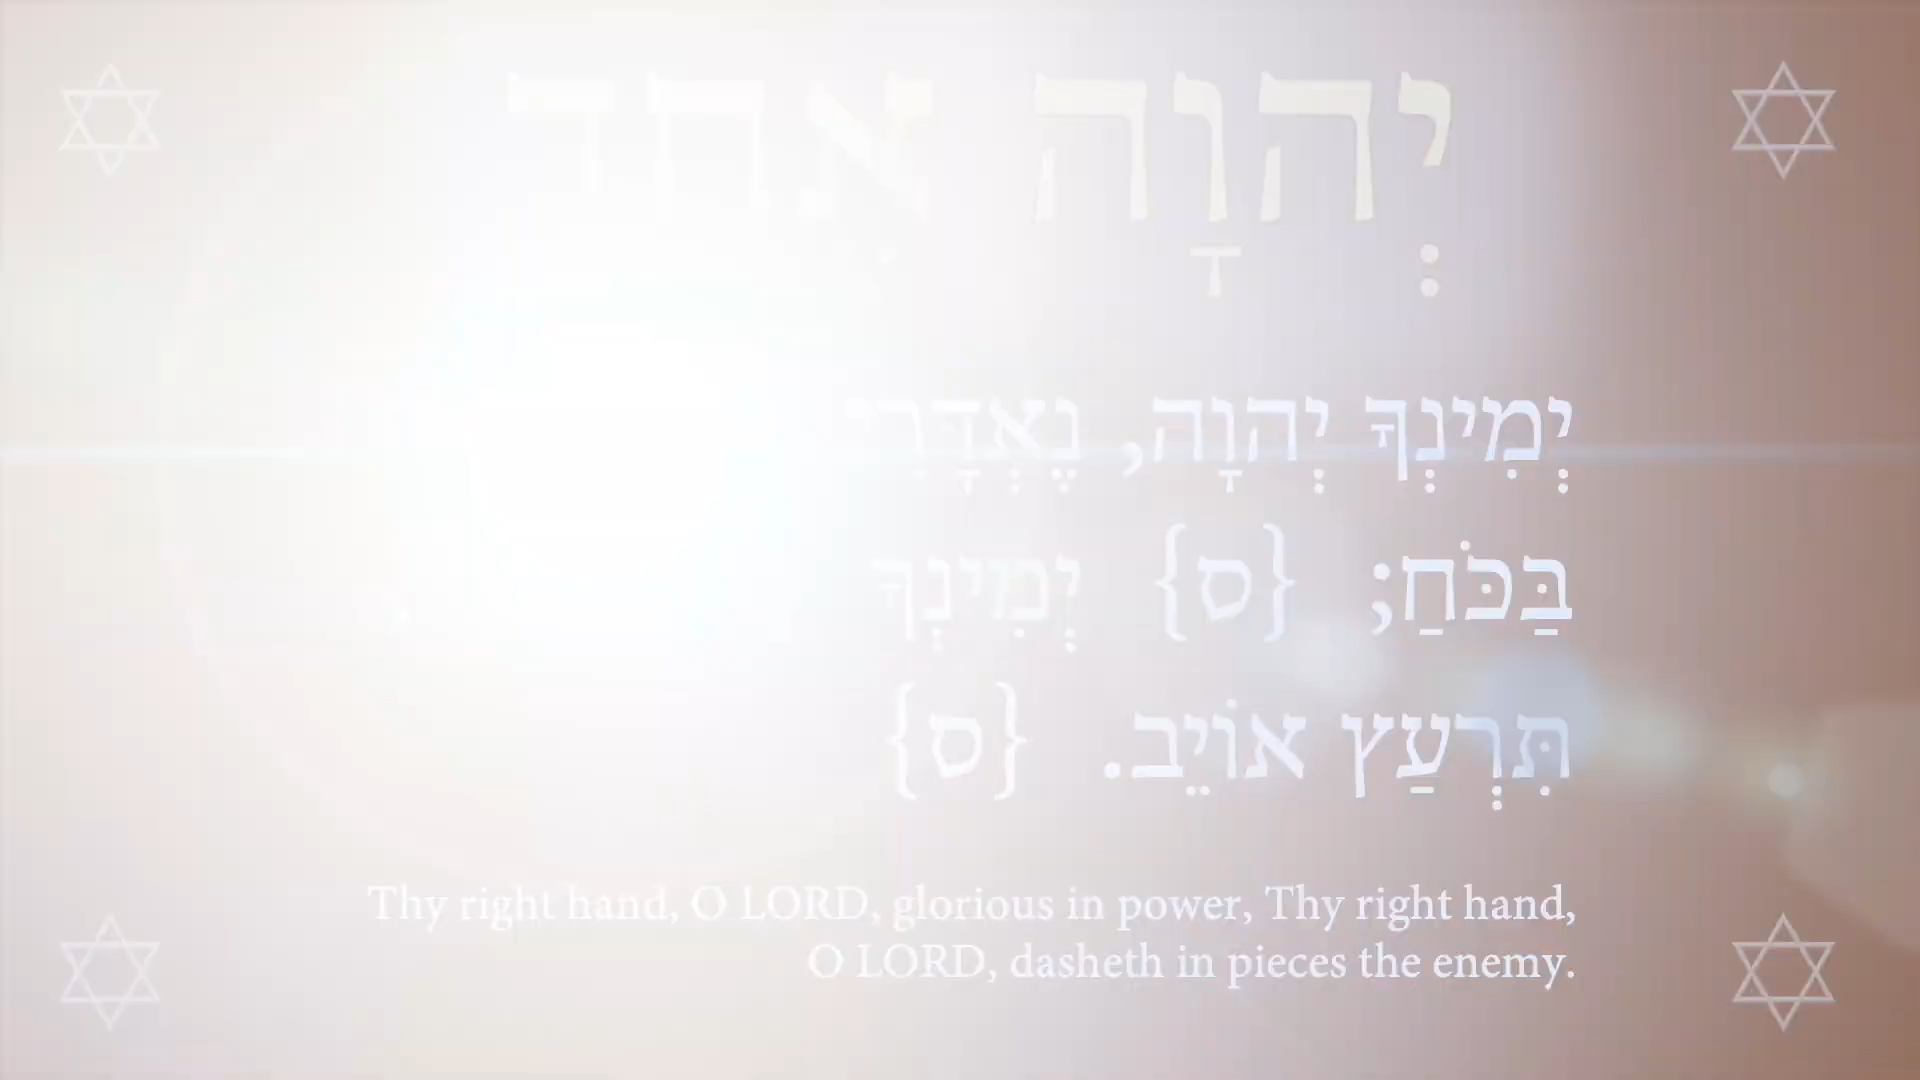 יְהוָה אִחד
יְמִינְךָ יְהוָה, נֶאְדָּרִי
בַּכֹּחַ; {ס} יְמִינְךָ
תִּרְעַץ אוֹיֵב. {ס}
Thy right hand, O LORD, glorious in power, Thy right hand,
O LORD, dasheth in pieces the enemy.